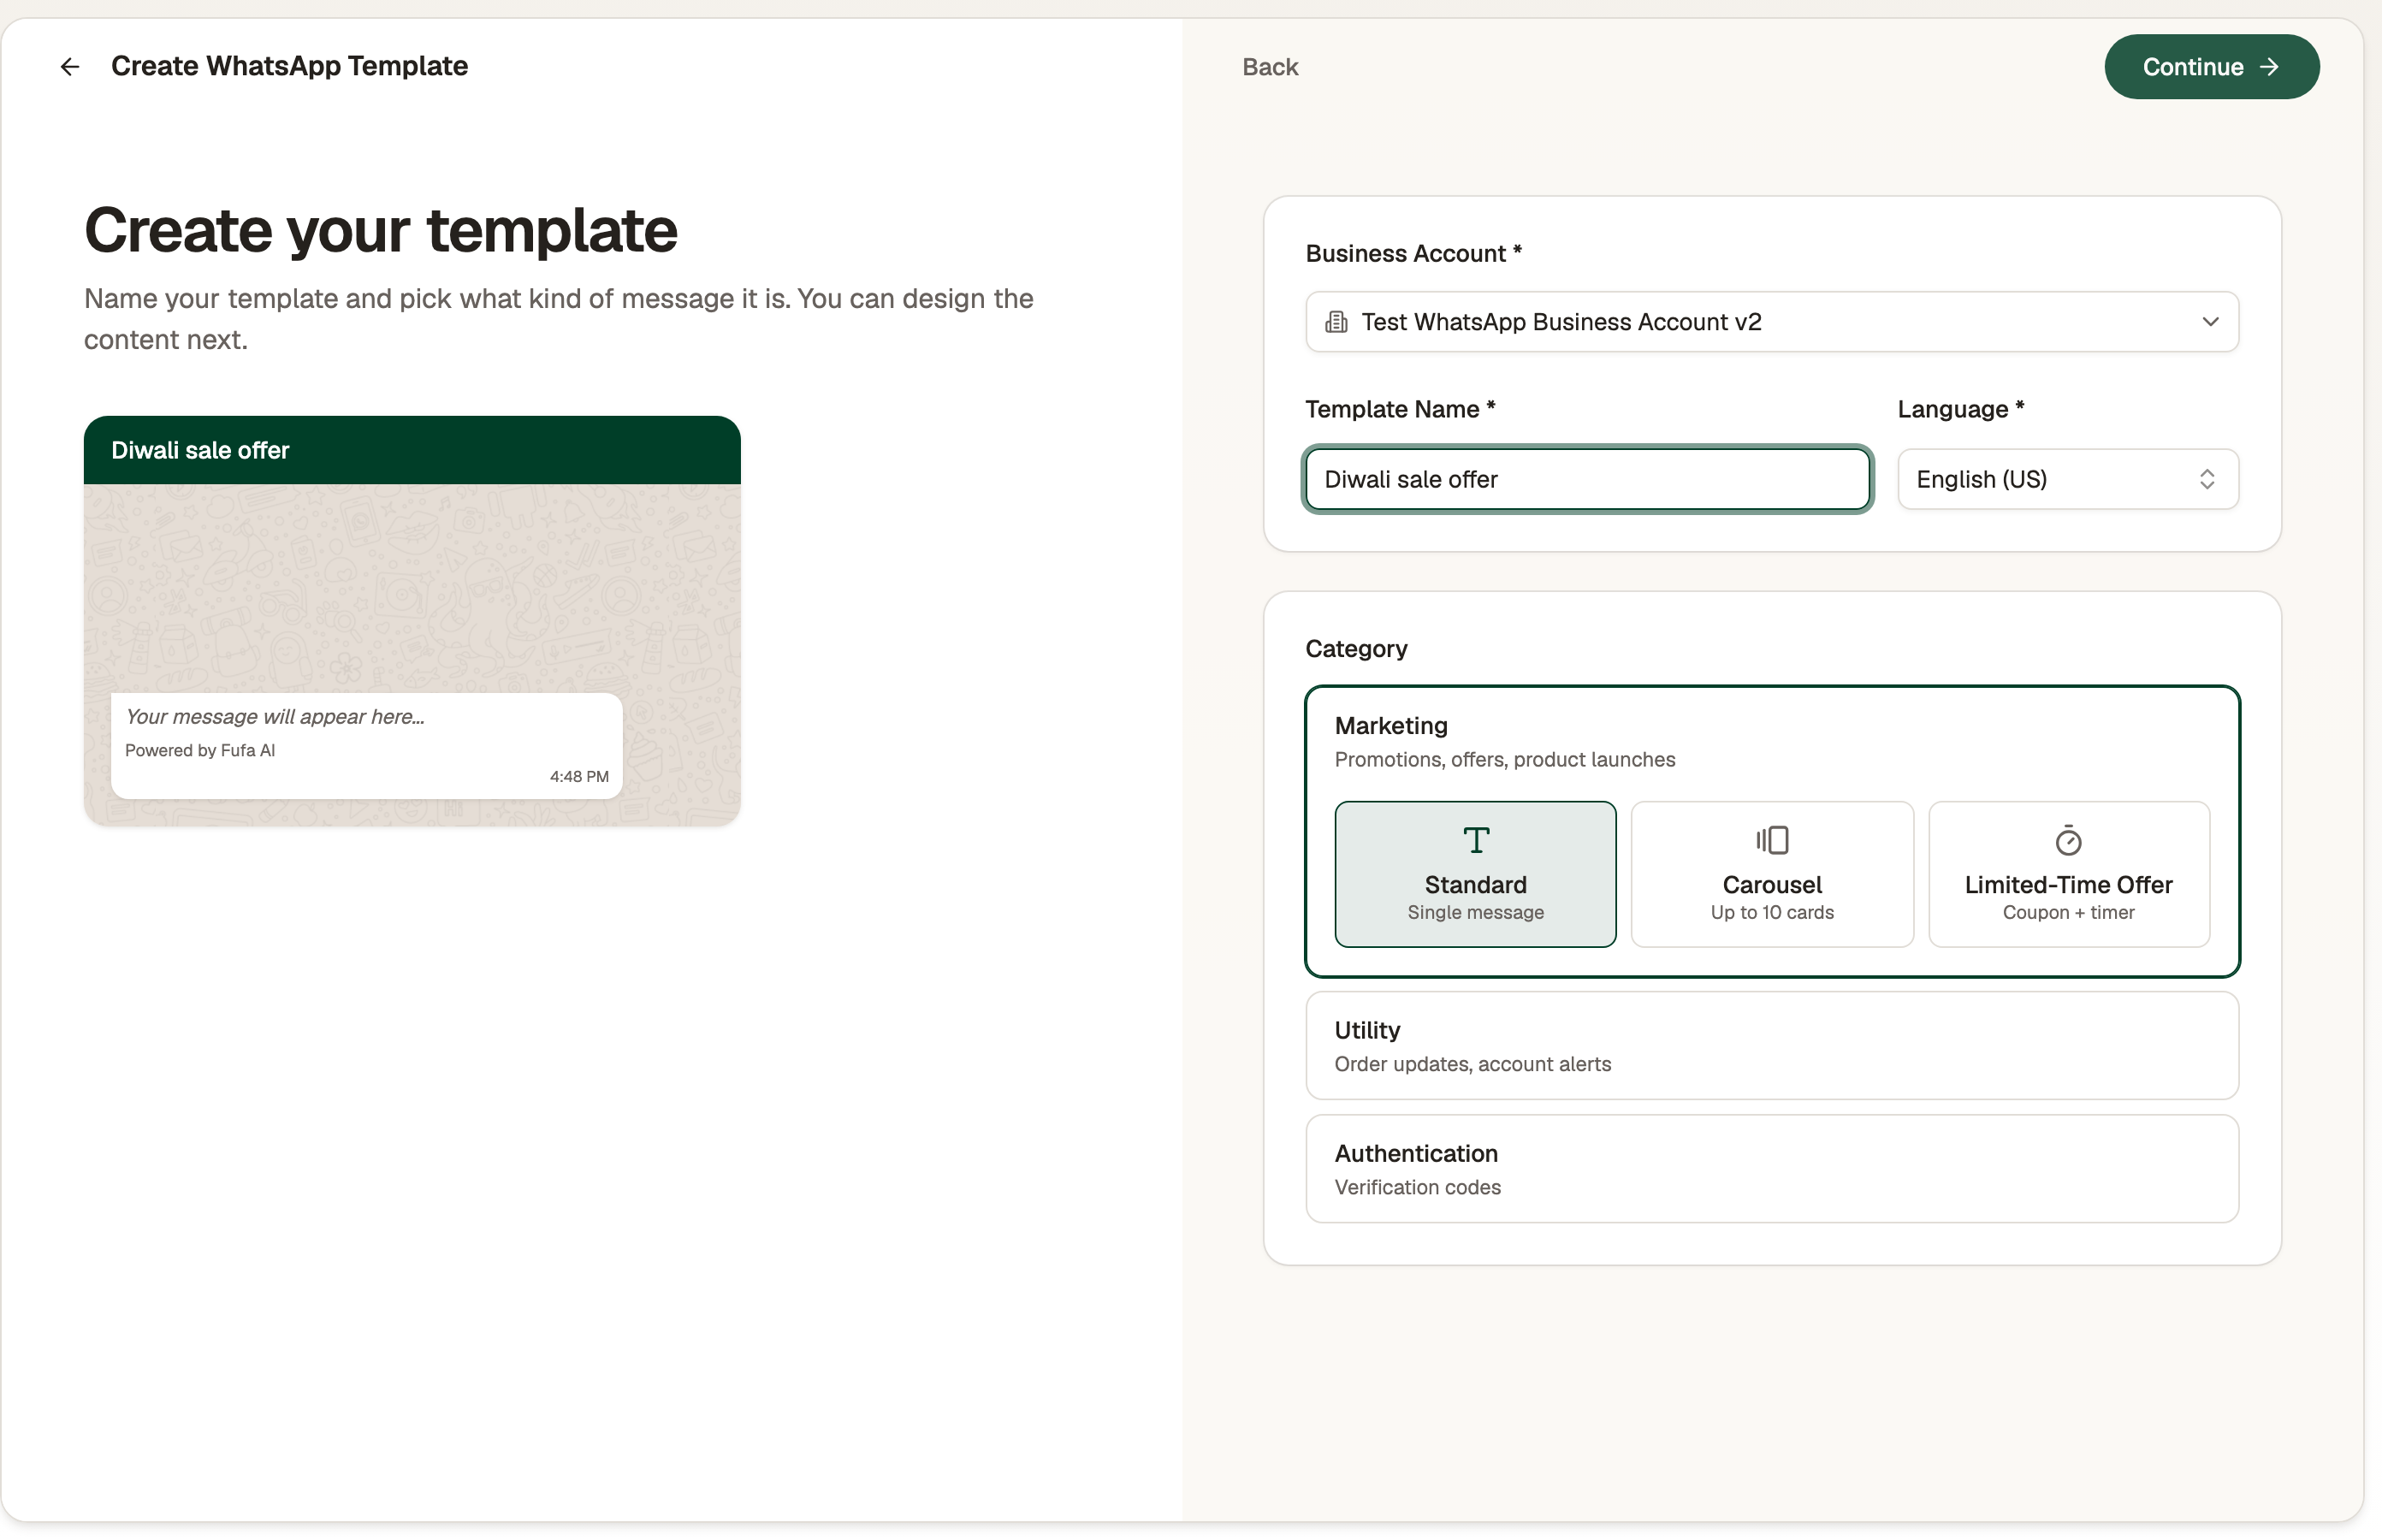 Create WhatsApp Template
Back
Continue
Create your template
Name your template and pick what kind of message it is. You can design the
content next.
Diwali sale offer
Your message will appear here...
Powered by Fufa AI
4:48 PM
Business Account *
Test WhatsApp Business Account v2
Template Name *
Language *
Diwali sale offer
English (US)
Category
Marketing
Promotions, offers, product launches
Standard
Single message
Carousel
Up to 10 cards
Limited-Time Offer
Coupon + timer
Utility
Order updates, account alerts
Authentication
Verification codes